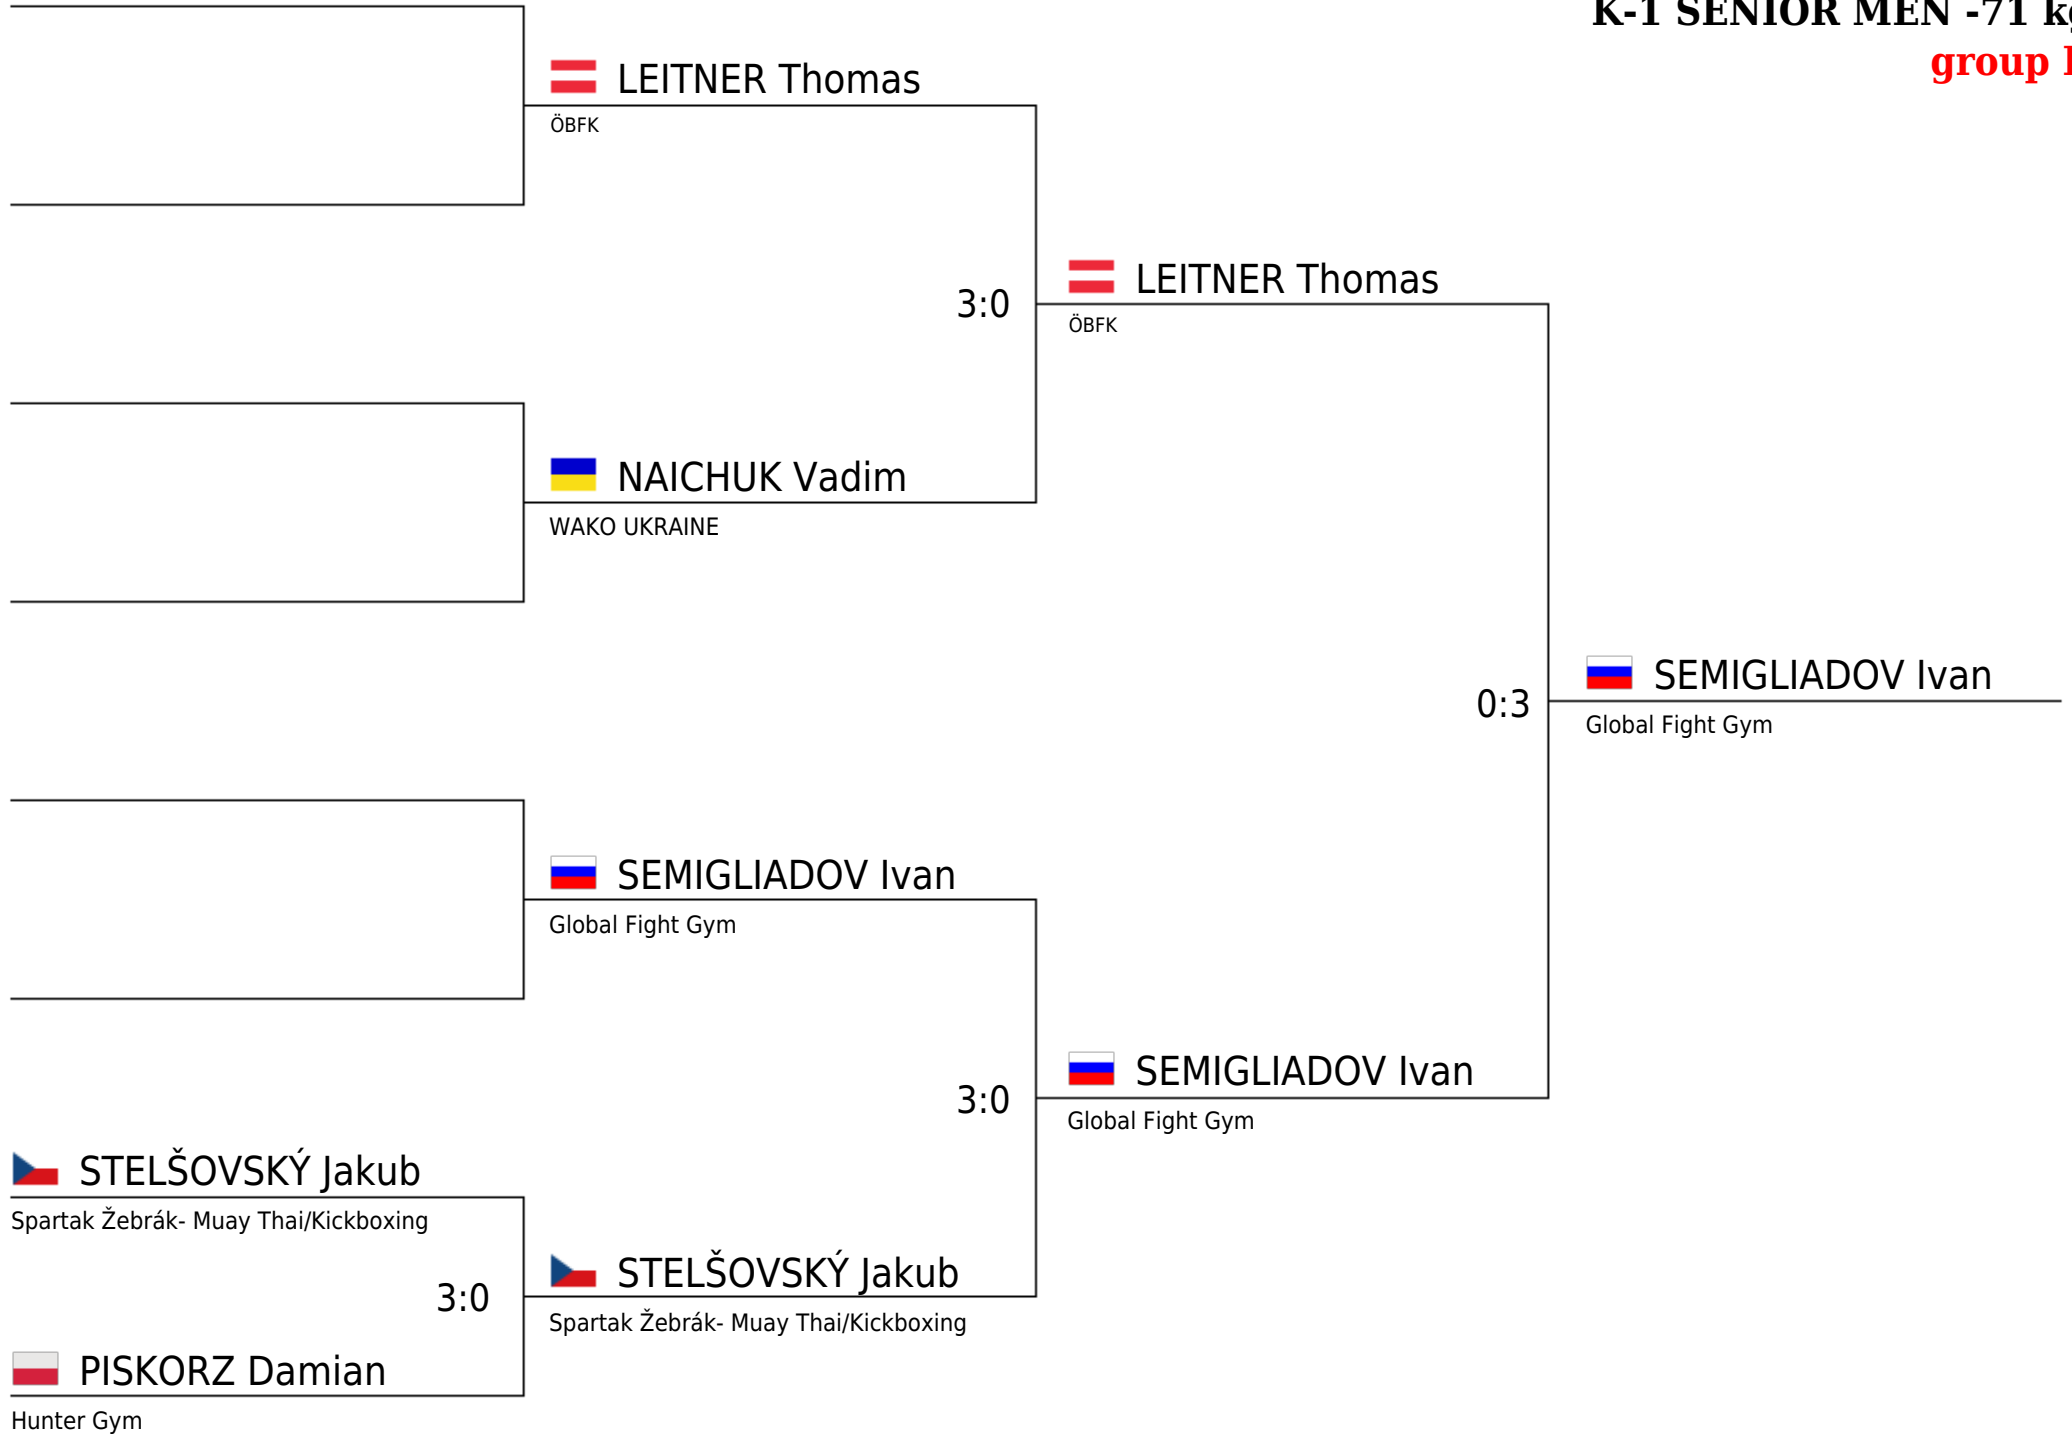 K-1 SENIOR MEN -71
group
LEITNER Thomas
ÖBFK
3:0
LEITNER Thomas
ÖBFK
NAICHUK Vadim
WAKO UKRAINE
0:3
SEMIGLIADOV Ivan
Global Fight Gym
SEMIGLIADOV Ivan
Global Fight Gym
3:0
SEMIGLIADOV Ivan
Global Fight Gym
STELŠOVSKÝ Jakub
Spartak Žebrák- Muay Thai/Kickboxing
3:0
STELŠOVSKÝ Jakub
Spartak Žebrák- Muay Thai/Kickboxing
PISKORZ Damian
Hunter Gym